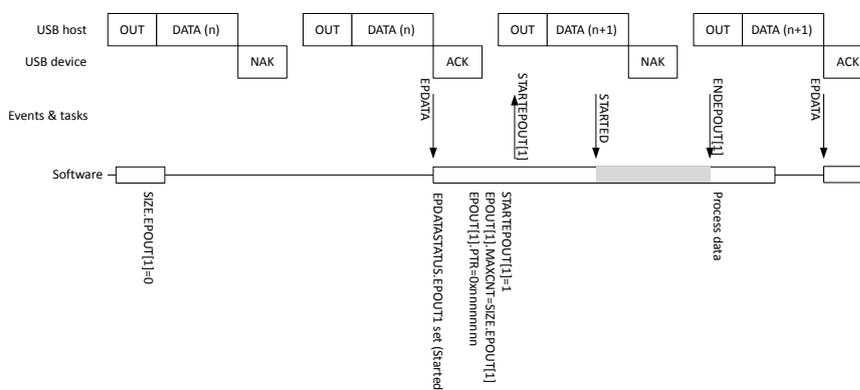 USB host
OUT
DATA (n)
OUT
DATA (n)
OUT
DATA (n+1)
OUT
DATA (n+1)
USB device
NAK
ACK
NAK
ACK
Events & tasks
EPDATA
STARTEPOUT[1]
STARTED
ENDEPOUT[1]
EPDATA
Software
SIZE.EPOUT[1]=0
EPDATASTATUS.EPOUT1 set (Started
EPOUT[1].PTR=0xnnnnnnnn
EPOUT[1].MAXCNT=SIZE.EPOUT[1]
STARTEPOUT[1]=1
Process data